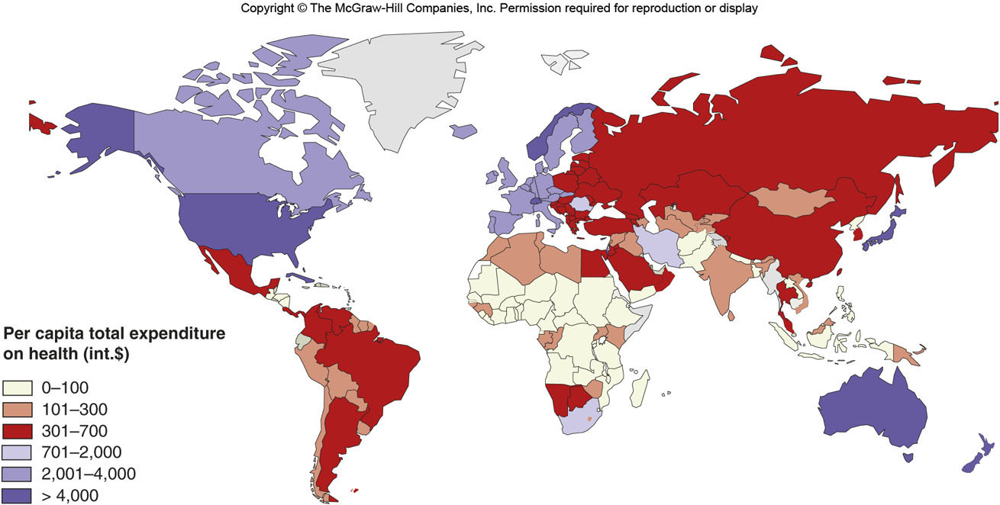 Copyright © The McGraw-Hill Companies, Inc. Permission required for reproduction or display
Per capita total expenditure
on health (int.$)
0–100
101–300
301–700
701–2,000
2,001–4,000
> 4,000